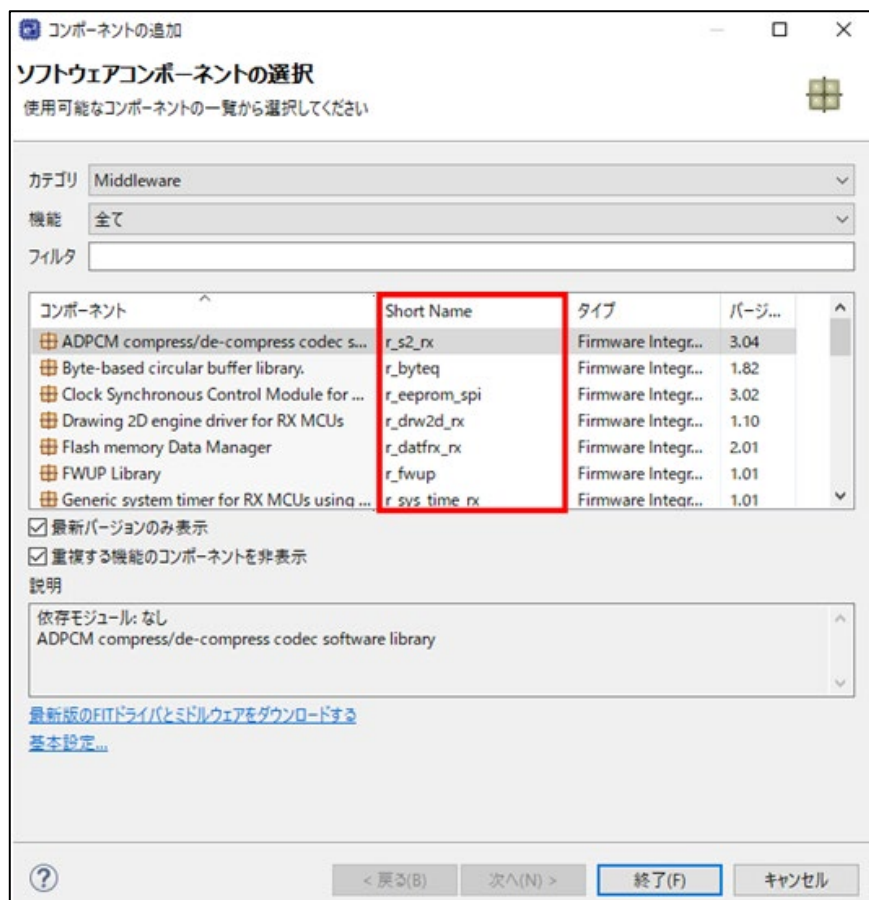 コンポーネントの追加
ソフトウェアコンポーネントの選択
使用可能なコンポーネントの一覧から選択してください
カテゴリ Middleware
機能 全て
フィルタ
コンポーネント Short Name タイプ バージ...
ADPCM compress/de-compress codec s... r_s2_rx Firmware Integr... 3.04
Byte-based circular buffer library. r_byteq Firmware Integr... 1.82
Clock Synchronous Control Module for ... r_eeprom_spi Firmware Integr... 3.02
Drawing 2D engine driver for RX MCUs r_drw2d_rx Firmware Integr... 1.10
Flash memory Data Manager r_datfrx_rx Firmware Integr... 2.01
FWUP Library r_fwup Firmware Integr... 1.01
Generic system timer for RX MCUs using ... r_sys_time_rx Firmware Integr... 1.01
最新バージョンのみ表示
重複する機能のコンポーネントを非表示
説明
依存モジュール: なし
ADPCM compress/de-compress codec software library
最新版のFITドライバとミドルウェアをダウンロードする
基本設定...
< 戻る(B) 次へ(N) > 終了(F) キャンセル